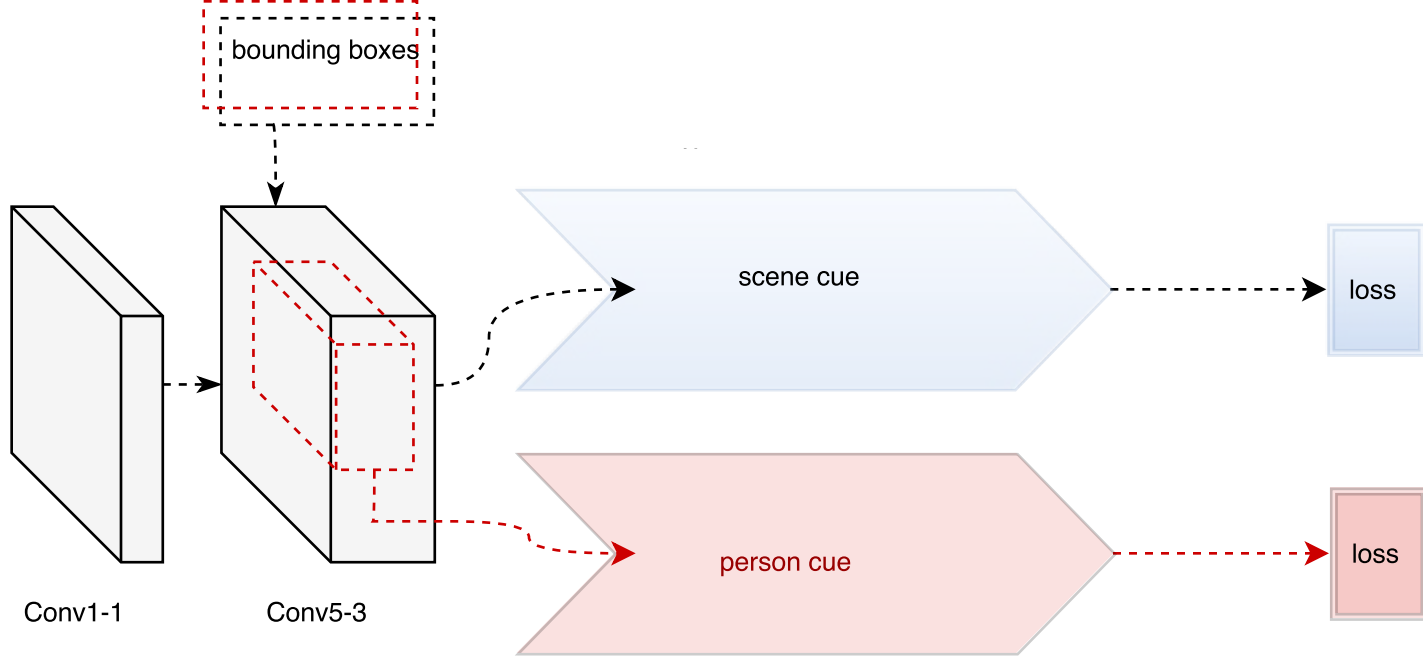 bounding boxes
scene cue
loss
person cue
loss
Conv1-1
Conv5-3